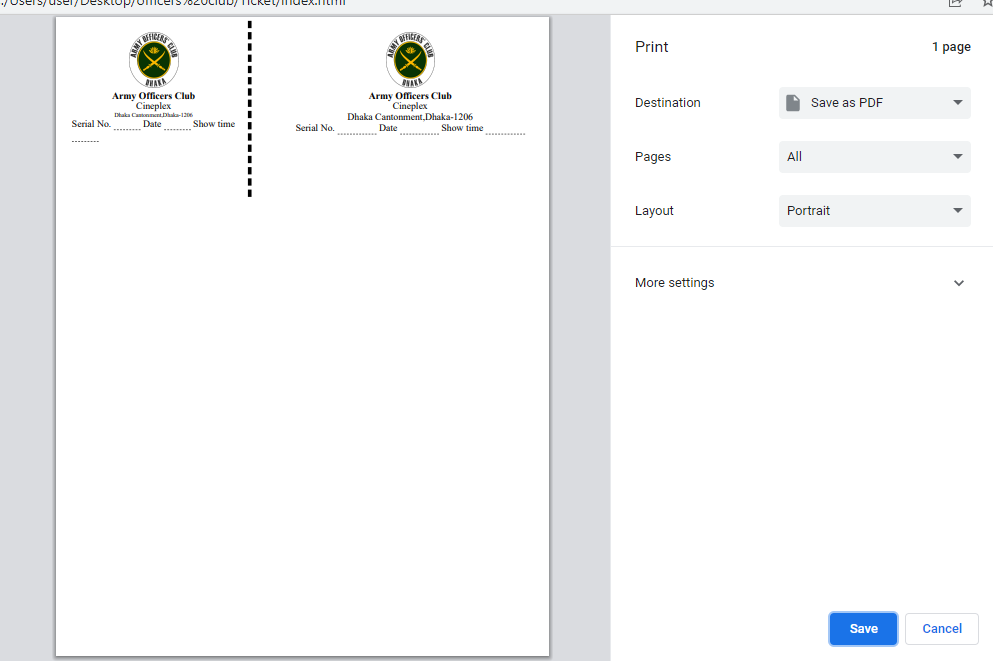 :/Users/user/Desktop/officers%20club/Ticket/index.html
ARMY OFFICERS' CLUB
DHAKA
Army Officers Club
Cineplex
Dhaka Cantonment,Dhaka-1206
Serial No. --------- Date --------- Show time
---------
ARMY OFFICERS' CLUB
DHAKA
Army Officers Club
Cineplex
Dhaka Cantonment,Dhaka-1206
Serial No. ------------- Date ------------- Show time -------------
Print
1 page
Destination
Save as PDF
Pages
All
Layout
Portrait
More settings
Save
Cancel